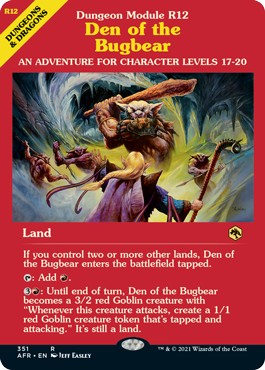 R12
DUNGEONS
& DRAGONS
Dungeon Module R12
Den of the
Bugbear
AN ADVENTURE FOR CHARACTER LEVELS 17-20
Land
If you control two or more other lands, Den of
the Bugbear enters the battlefield tapped.
: Add .
3: Until end of turn, Den of the Bugbear
becomes a 3/2 red Goblin creature with
"Whenever this creature attacks, create a 1/1
red Goblin creature token that's tapped and
attacking." It's still a land.
351 R
AFR • EN JEFF EASLEY
™ & © 2021 Wizards of the Coast